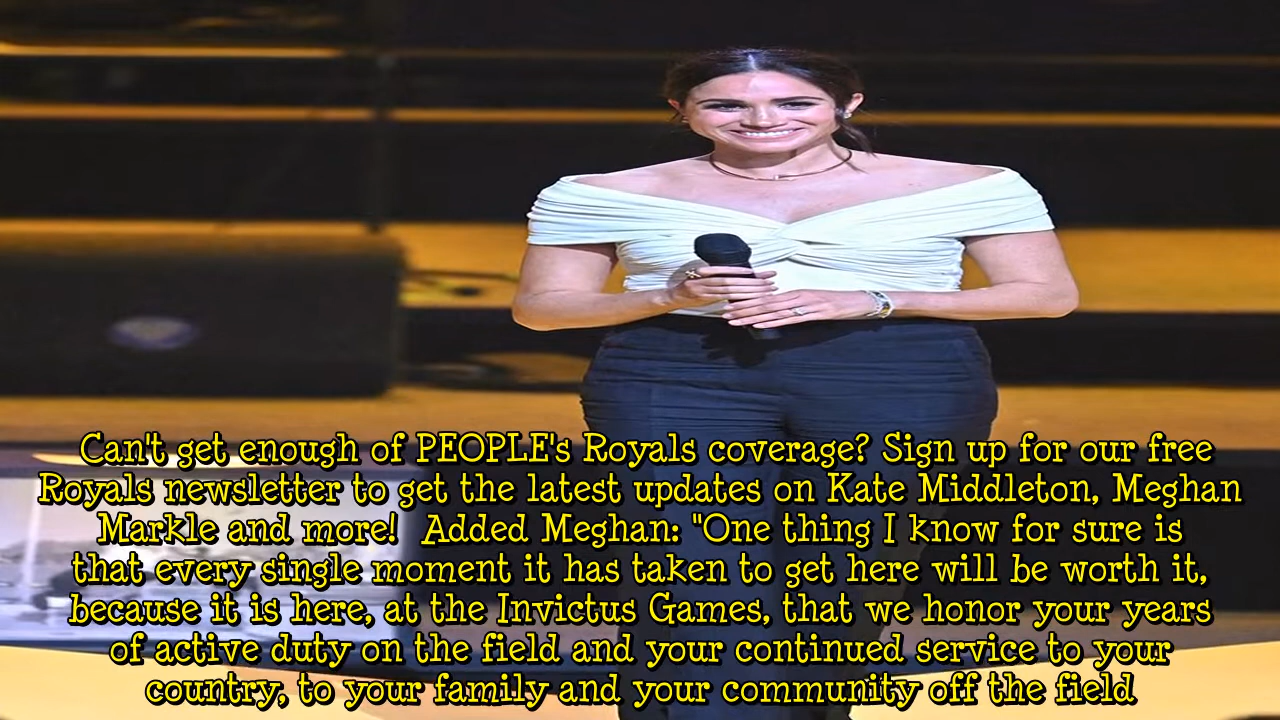 Can't get enough of PEOPLE's Royals coverage? Sign up for our free
Royals newsletter to get the latest updates on Kate Middleton, Meghan
Markle and more!  Added Meghan: "One thing I know for sure is
that every single moment it has taken to get here will be worth it,
because it is here, at the Invictus Games, that we honor your years
of active duty on the field and your continued service to your
country, to your family and your community off the field